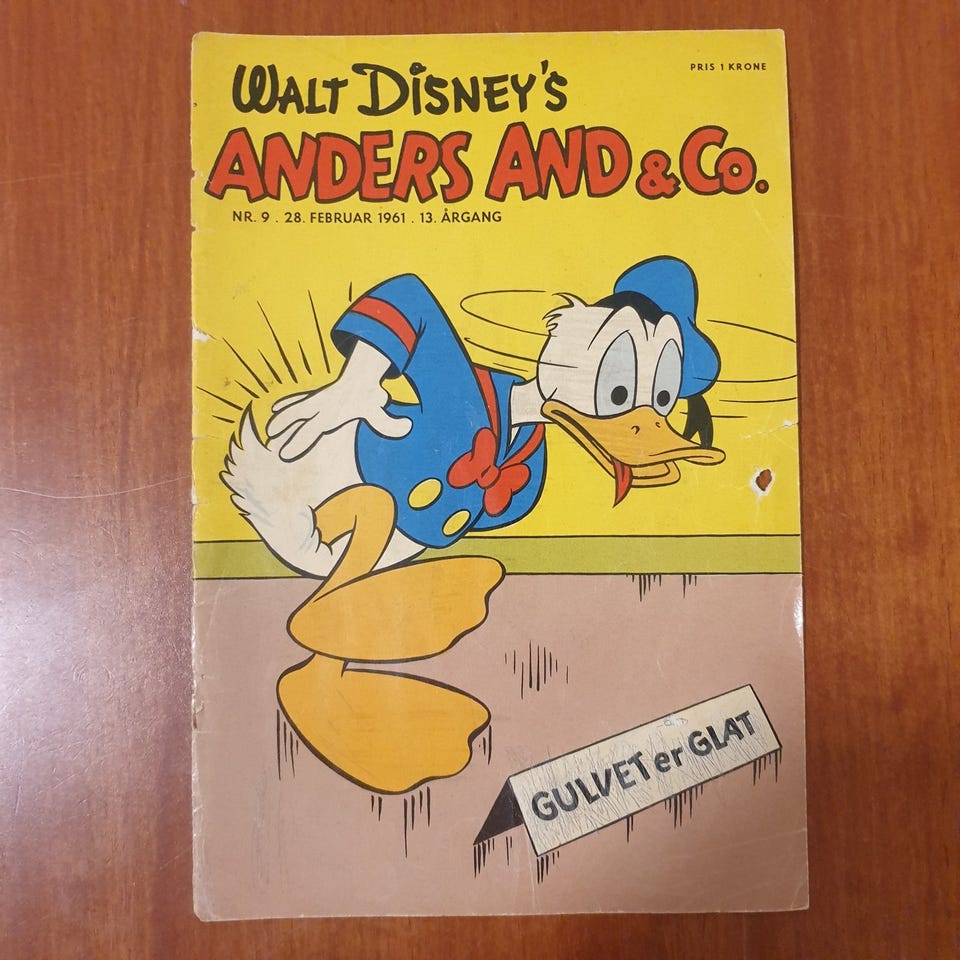 WALT DISNEY'S
PRIS 1 KRONE
ANDERS AND & CO.
NR. 9 . 28. FEBRUAR 1961 . 13. ÅRGANG
GULVET er GLAT